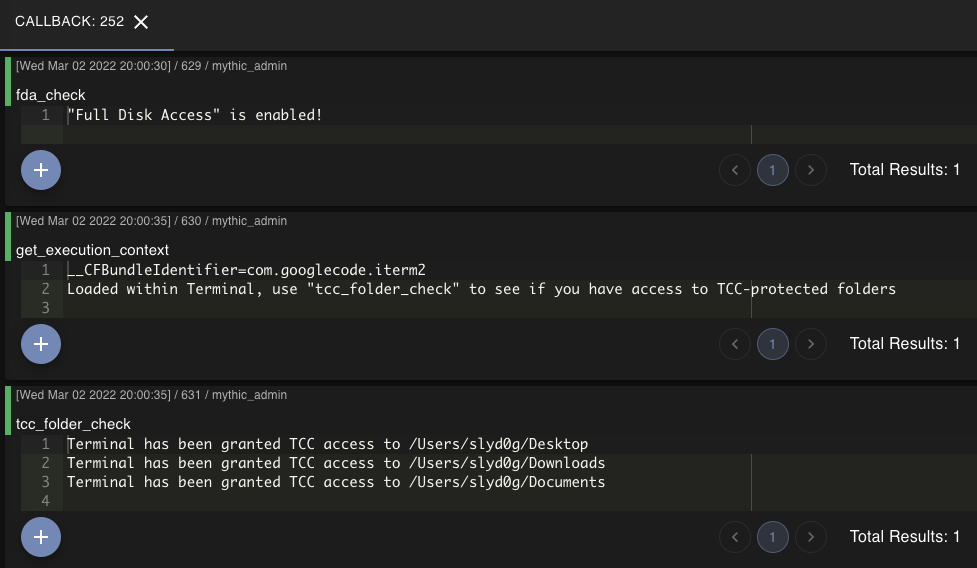 CALLBACK: 252
[Wed Mar 02 2022 20:00:30] / 629 / mythic_admin
fda_check
1 "Full Disk Access" is enabled!
+ < 1 > Total Results: 1
[Wed Mar 02 2022 20:00:35] / 630 / mythic_admin
get_execution_context
1 __CFBundleIdentifier=com.googlecode.iterm2
2 Loaded within Terminal, use "tcc_folder_check" to see if you have access to TCC-protected folders
3
+ < 1 > Total Results: 1
[Wed Mar 02 2022 20:00:35] / 631 / mythic_admin
tcc_folder_check
1 Terminal has been granted TCC access to /Users/slyd0g/Desktop
2 Terminal has been granted TCC access to /Users/slyd0g/Downloads
3 Terminal has been granted TCC access to /Users/slyd0g/Documents
4
+ < 1 > Total Results: 1